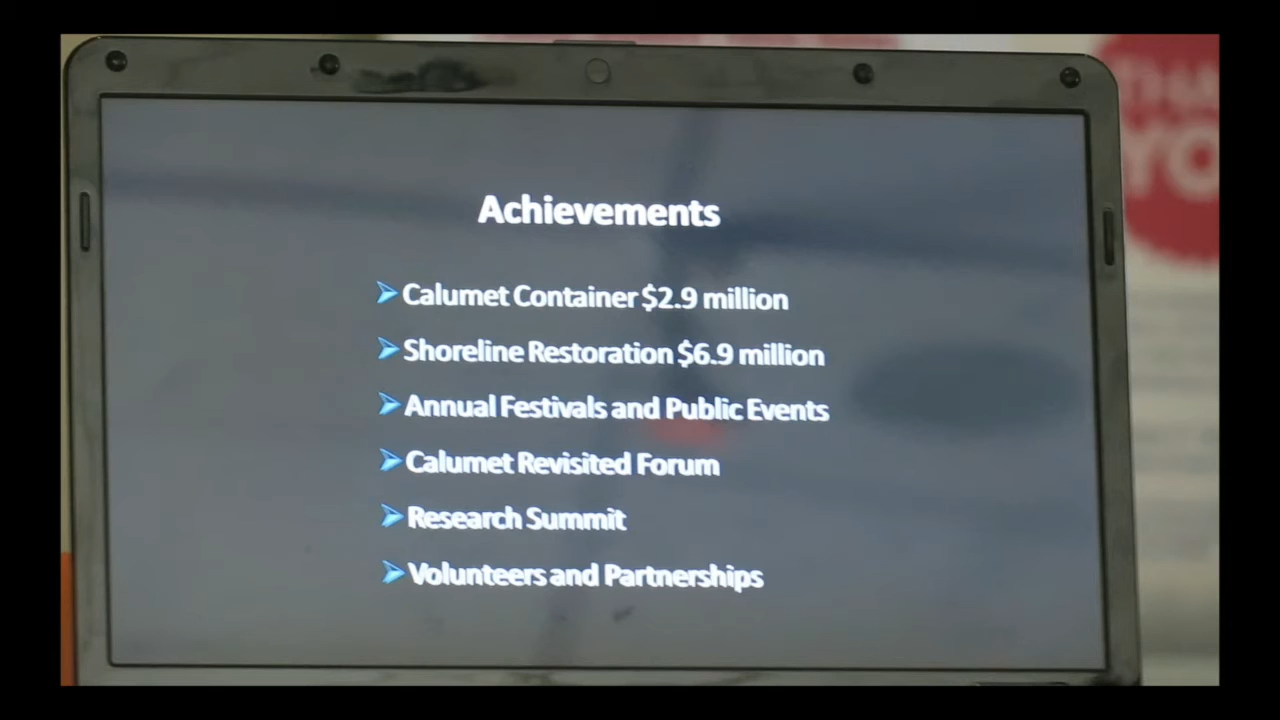 Achievements
Calumet Container $2.9 million
Shoreline Restoration $6.9 million
Annual Festivals and Public Events
Calumet Revisited Forum
Research Summit
Volunteers and Partnerships